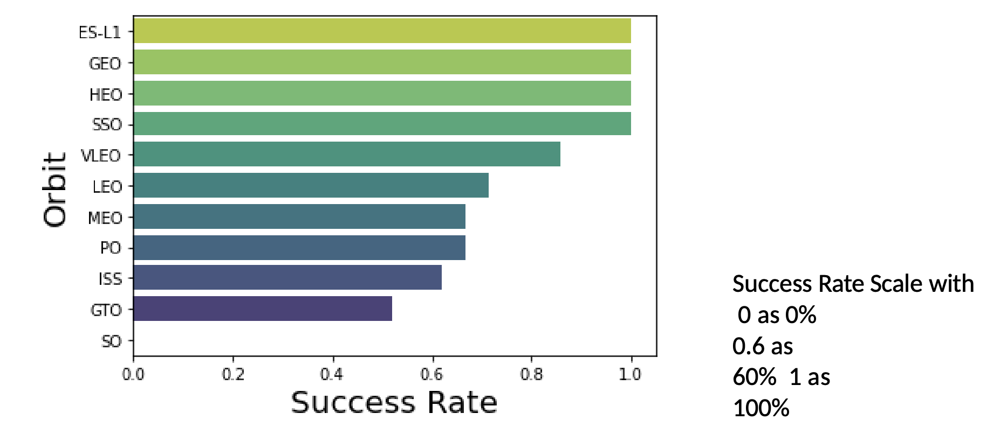 ES-L1
GEO
HEO
SSO
VLEO
LEO
MEO
PO
ISS
GTO
SO
Orbit
0.0 0.2 0.4 0.6 0.8 1.0
Success Rate
Success Rate Scale with
0 as 0%
0.6 as
60% 1 as
100%